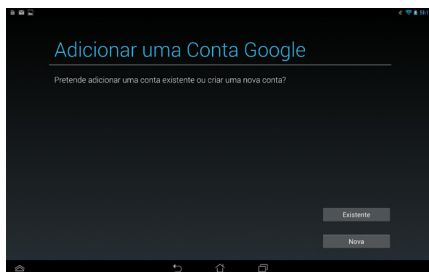 Adicionar uma Conta Google
Pretende adicionar uma conta existente ou criar uma nova conta?
Existente
Nova